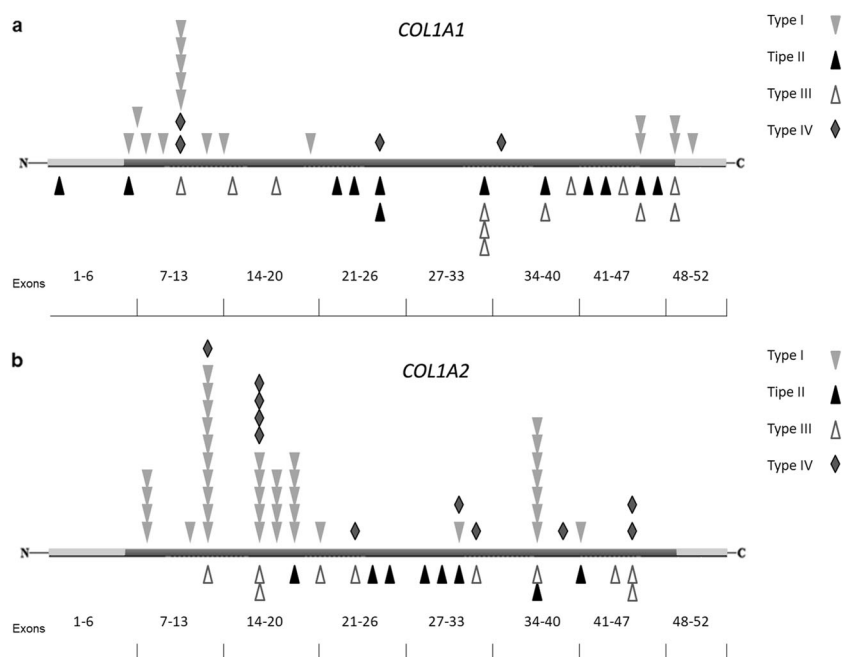 a
COL1A1
Type I
Tipe II
Type III
Type IV
N
C
Exons 1-6 7-13 14-20 21-26 27-33 34-40 41-47 48-52
b
COL1A2
Type I
Tipe II
Type III
Type IV
N
C
Exons 1-6 7-13 14-20 21-26 27-33 34-40 41-47 48-52